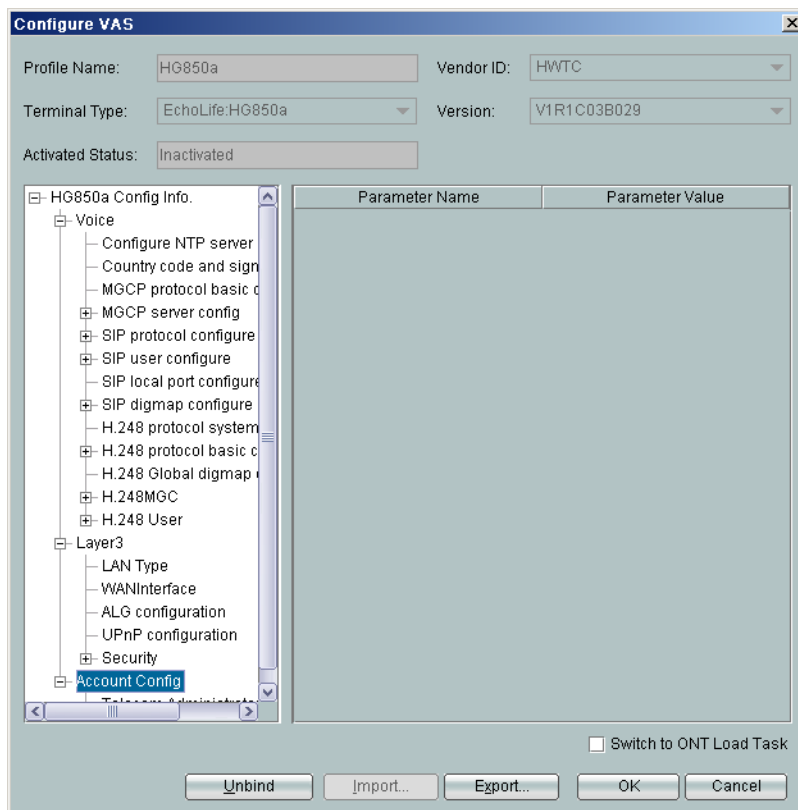 Configure VAS
Profile Name: HG850a Vendor ID: HWTC
Terminal Type: EchoLife:HG850a Version: V1R1C03B029
Activated Status: Inactivated
HG850a Config Info.
Voice
Configure NTP server
Country code and sign
MGCP protocol basic c
MGCP server config
SIP protocol configure
SIP user configure
SIP local port configure
SIP digmap configure
H.248 protocol system
H.248 protocol basic c
H.248 Global digmap
H.248MGC
H.248 User
Layer3
LAN Type
WANInterface
ALG configuration
UPnP configuration
Security
Account Config
Telecom Administrator
Parameter Name Parameter Value
Switch to ONT Load Task
Unbind Import... Export... OK Cancel